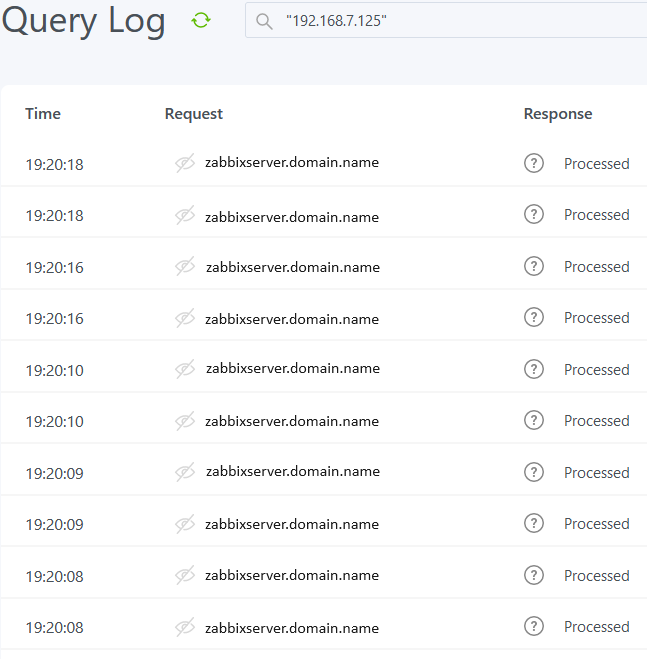 Query Log "192.168.7.125"
Time Request Response
19:20:18 zabbixserver.domain.name ? Processed
19:20:18 zabbixserver.domain.name ? Processed
19:20:16 zabbixserver.domain.name ? Processed
19:20:16 zabbixserver.domain.name ? Processed
19:20:10 zabbixserver.domain.name ? Processed
19:20:10 zabbixserver.domain.name ? Processed
19:20:09 zabbixserver.domain.name ? Processed
19:20:09 zabbixserver.domain.name ? Processed
19:20:08 zabbixserver.domain.name ? Processed
19:20:08 zabbixserver.domain.name ? Processed